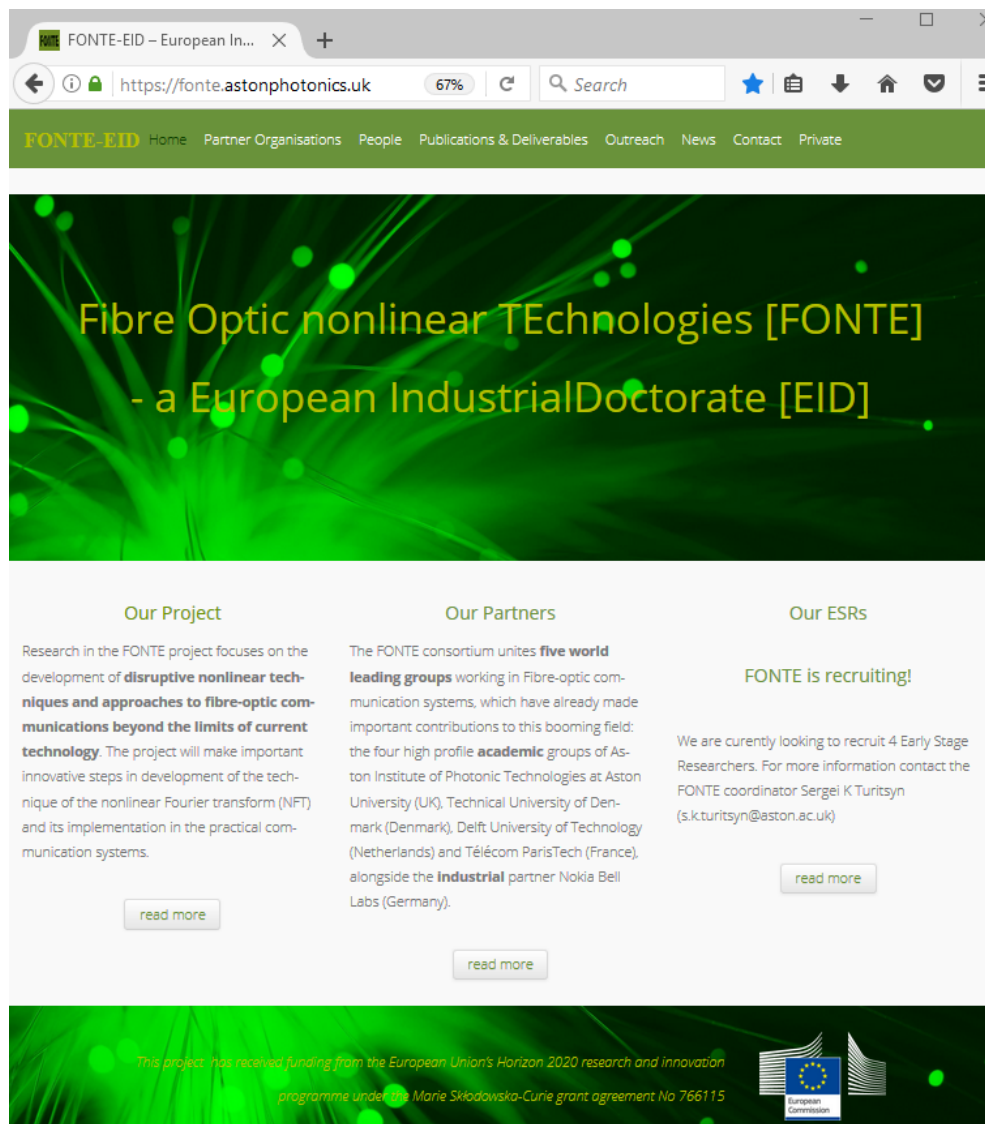 FONTE
FONTE-EID – European In...
https://fonte.astonphotonics.uk
67%
Search
FONTE-EID Home Partner Organisations People Publications & Deliverables Outreach News Contact Private
Fibre Optic nonlinear TEchnologies [FONTE]
- a European IndustrialDoctorate [EID]
Our Project
Research in the FONTE project focuses on the
development of disruptive nonlinear tech-
niques and approaches to fibre-optic com-
munications beyond the limits of current
technology. The project will make important
innovative steps in development of the tech-
nique of the nonlinear Fourier transform (NFT)
and its implementation in the practical com-
munication systems.
read more
Our Partners
The FONTE consortium unites five world
leading groups working in Fibre-optic com-
munication systems, which have already made
important contributions to this booming field:
the four high profile academic groups of As-
ton Institute of Photonic Technologies at Aston
University (UK), Technical University of Den-
mark (Denmark), Delft University of Technology
(Netherlands) and Télécom ParisTech (France),
alongside the industrial partner Nokia Bell
Labs (Germany).
read more
Our ESRs
FONTE is recruiting!
We are curently looking to recruit 4 Early Stage
Researchers. For more information contact the
FONTE coordinator Sergei K Turitsyn
(s.k.turitsyn@aston.ac.uk)
read more
This project has received funding from the European Union's Horizon 2020 research and innovation
programme under the Marie Skłodowska-Curie grant agreement No 766115
European
Commission